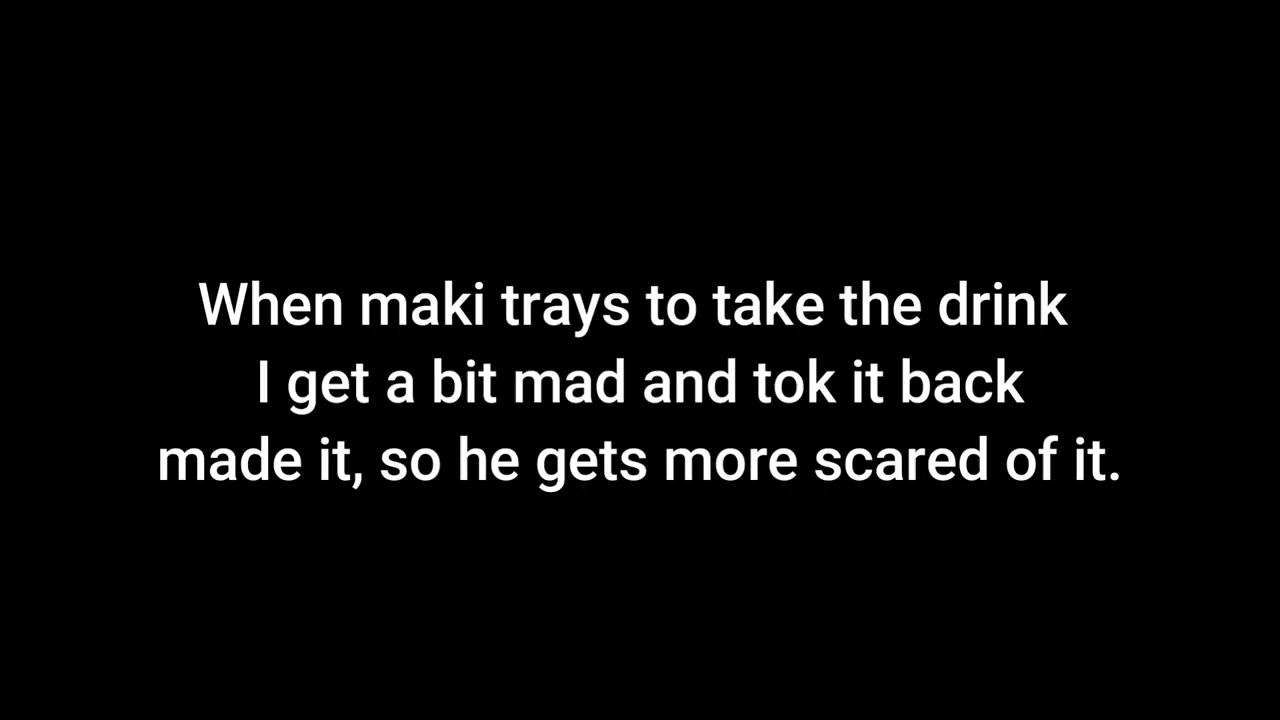 When maki trays to take the drink
I get a bit mad and tok it back
made it, so he gets more scared of it.